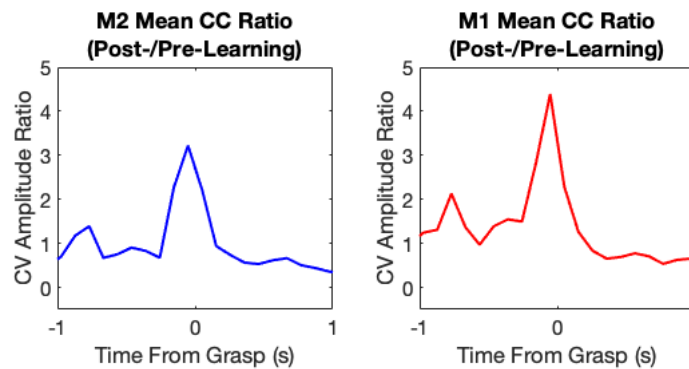 M2 Mean CC Ratio
(Post-/Pre-Learning)
CV Amplitude Ratio
5
4
3
2
1
0
-1
0
1
Time From Grasp (s)
M1 Mean CC Ratio
(Post-/Pre-Learning)
CV Amplitude Ratio
5
4
3
2
1
0
-1
0
Time From Grasp (s)